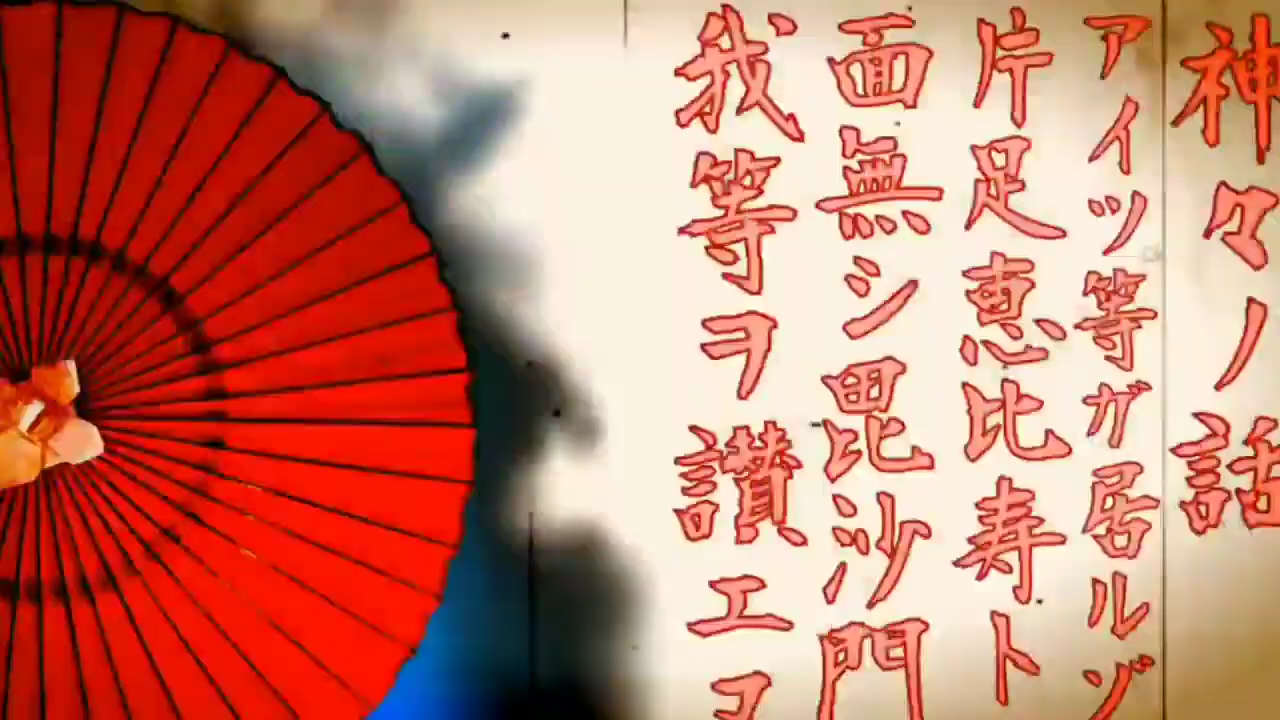 神々ノ話
アイツ等ガ居ルゾ
片足恵比寿ト
面無シ毘沙門
我等ヲ讃エヨ